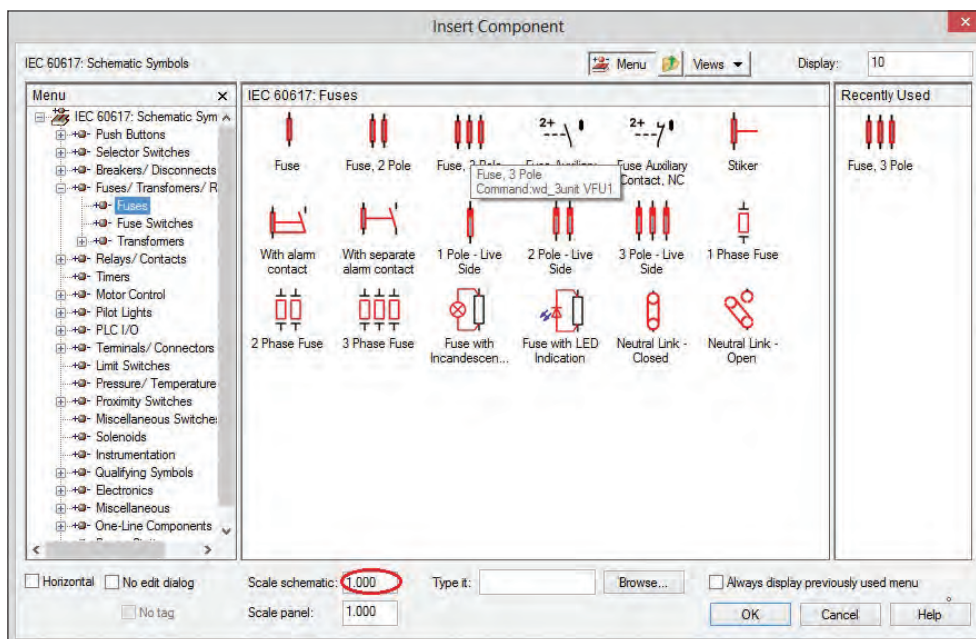 Insert Component
IEC 60617: Schematic Symbols
Menu
Views
Display:
10
Menu
IEC 60617: Schematic Sym
Push Buttons
Selector Switches
Breakers/ Disconnects
Fuses/ Transfomers/ R
Fuses
Fuse Switches
Transformers
Relays/ Contacts
Timers
Motor Control
Pilot Lights
PLC I/O
Terminals/ Connectors
Limit Switches
Pressure/ Temperature
Proximity Switches
Miscellaneous Switche
Solenoids
Instrumentation
Qualifying Symbols
Electronics
Miscellaneous
One-Line Components
IEC 60617: Fuses
2+
2+
Fuse
Fuse, 2 Pole
Fuse,
Fuse Auxiliary
Contact, NC
Stiker
Fuse, 3 Pole
Command:wd_3unit VFU1
With alarm
contact
With separate
alarm contact
1 Pole - Live
Side
2 Pole - Live
Side
3 Pole - Live
Side
1 Phase Fuse
2 Phase Fuse
3 Phase Fuse
Fuse with
Incandescen...
Fuse with LED
Indication
Neutral Link -
Closed
Neutral Link -
Open
Recently Used
Fuse, 3 Pole
Horizontal
No edit dialog
No tag
Scale schematic:
1.000
Scale panel:
1.000
Type it:
Browse...
Always display previously used menu
OK
Cancel
Help